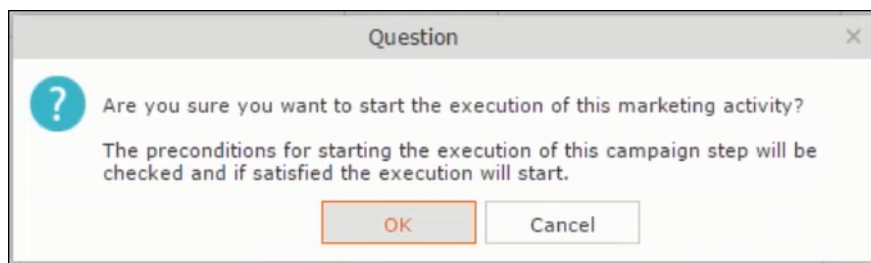 Question
Are you sure you want to start the execution of this marketing activity?
The preconditions for starting the execution of this campaign step will be
checked and if satisfied the execution will start.
OK
Cancel